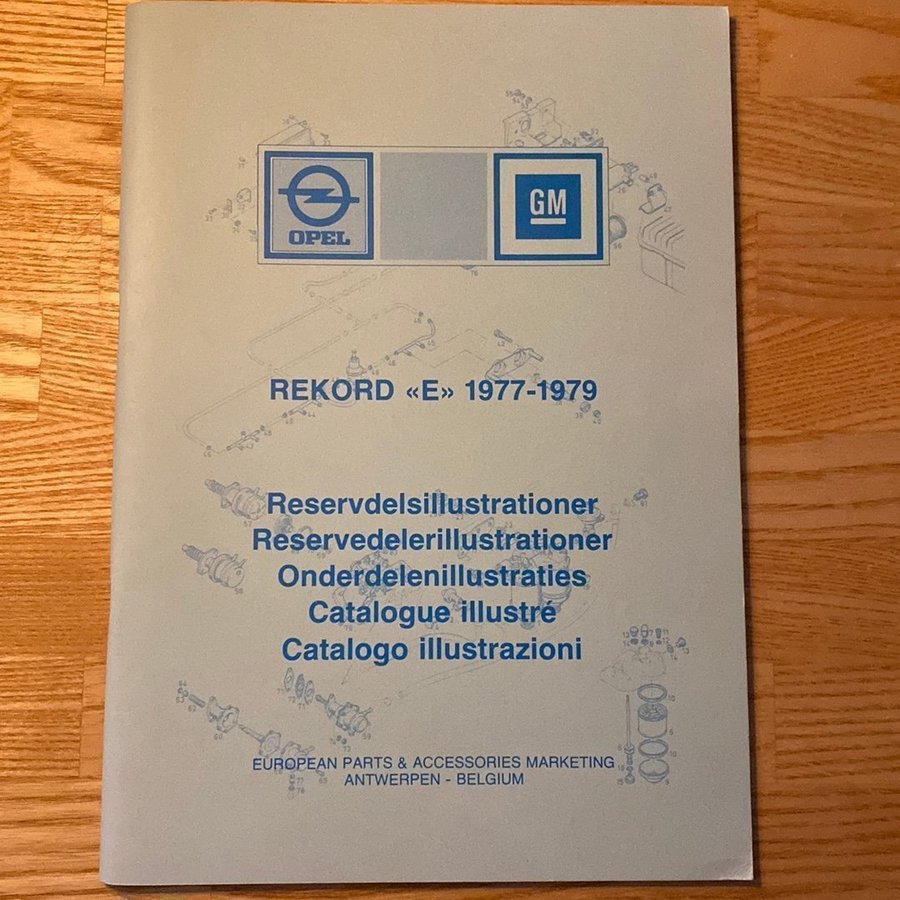 OPEL
GM
REKORD «E» 1977-1979
Reservdelsillustrationer
Reservedelerillustrationer
Onderdelenillustraties
Catalogue illustré
Catalogo illustrazioni
EUROPEAN PARTS & ACCESSORIES MARKETING
ANTWERPEN - BELGIUM